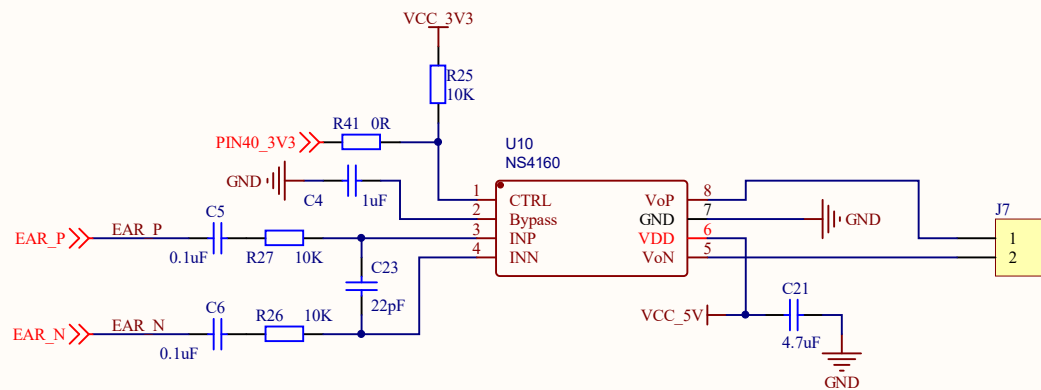 VCC_3V3
R25
10K
R41 0R
PIN40_3V3
U10
NS4160
GND
C4
1uF
1 CTRL VoP 8
2 Bypass GND 7 GND
3 INP VDD 6
4 INN VoN 5
J7
1
2
EAR_P EAR_P C5
0.1uF R27 10K
C23
22pF
EAR_N EAR_N C6
0.1uF R26 10K
VCC_5V C21
4.7uF
GND